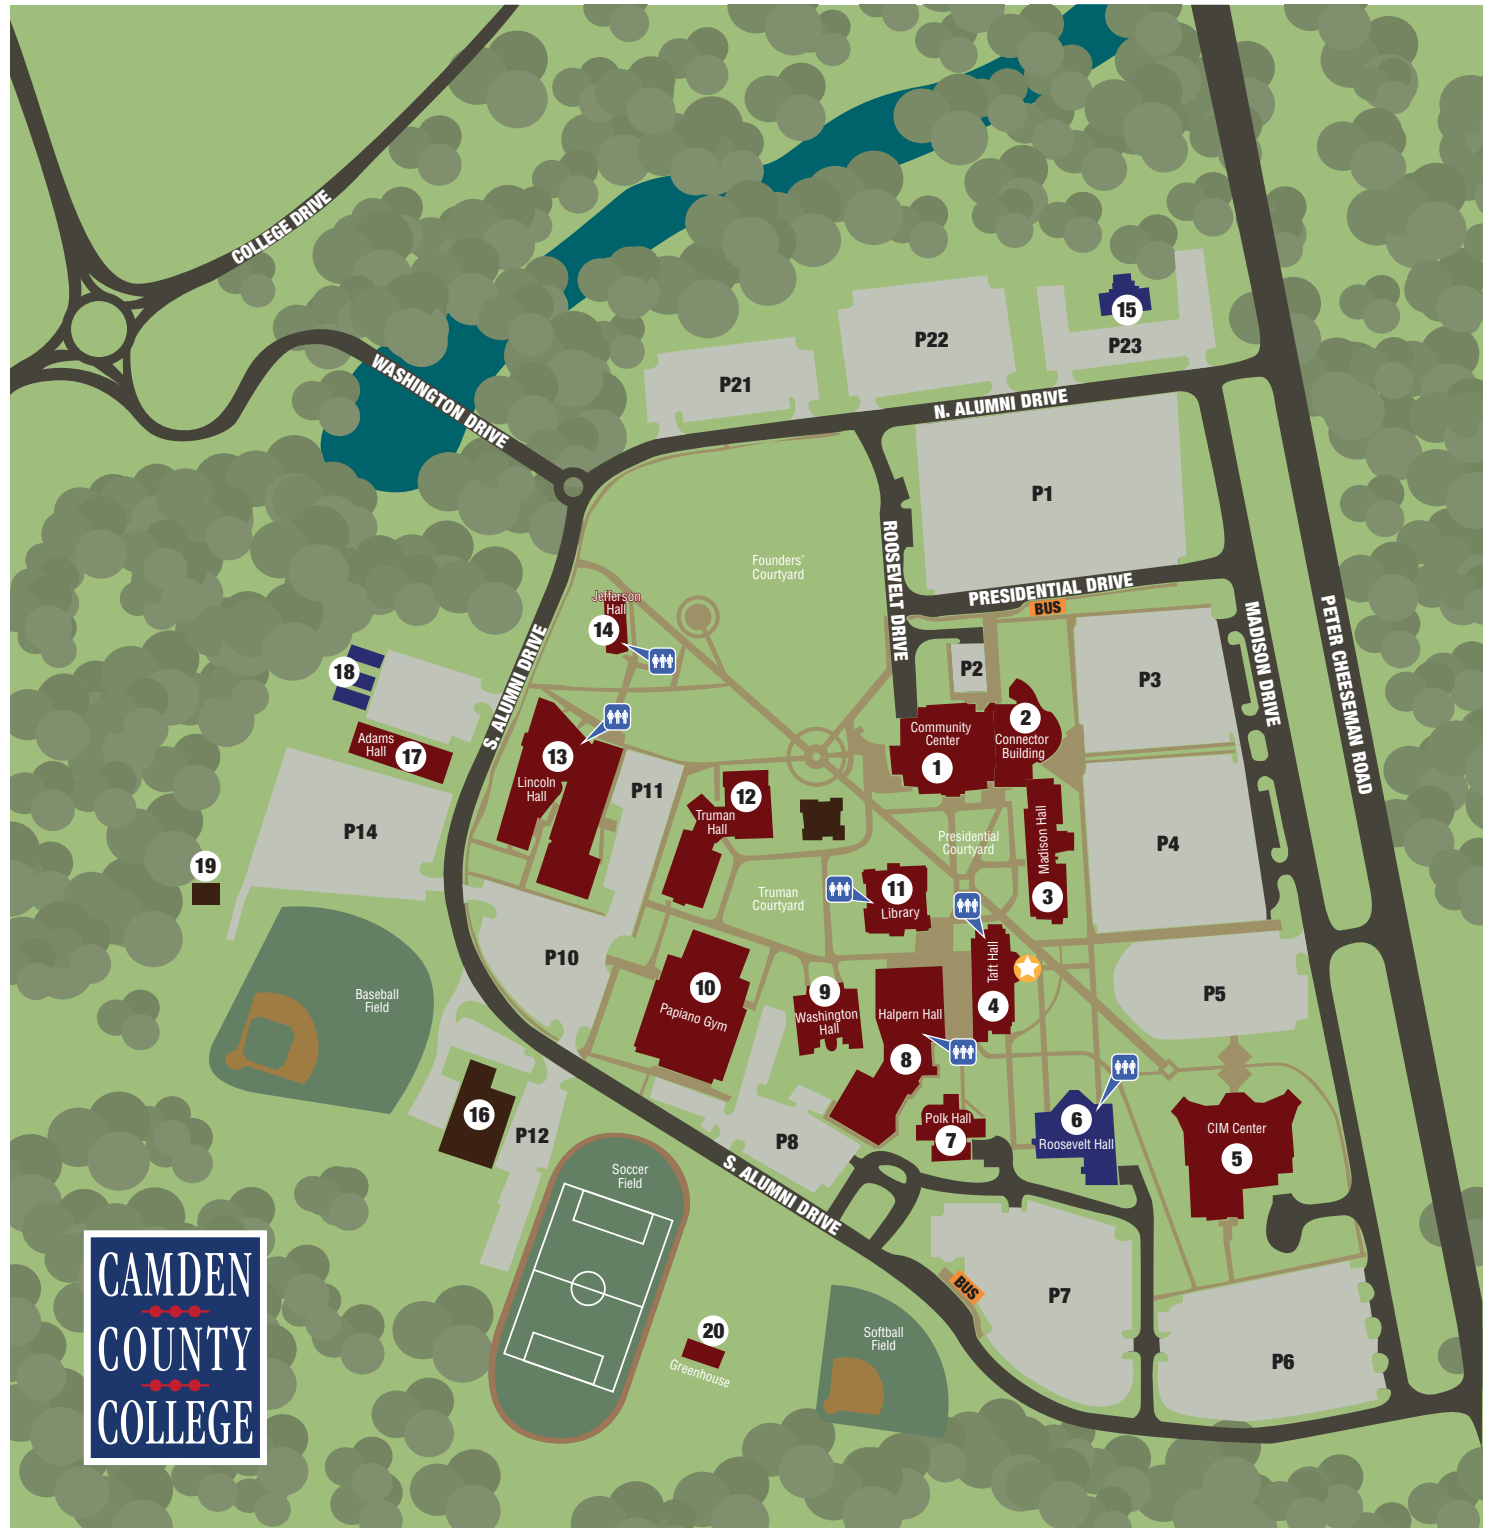 COLLEGE DRIVE
WASHINGTON DRIVE
15
P22
P23
P21
N. ALUMNI DRIVE
P1
ROOSEVELT DRIVE
Founders'
Courtyard
PRESIDENTIAL DRIVE
BUS
Jefferson
Hall
14
MADISON DRIVE
PETER CHEESEMAN ROAD
S. ALUMNI DRIVE
18
P2
P3
2
Connector
Building
Community
Center
1
Adams
Hall
17
13
Lincoln
Hall
P11
12
Truman
Hall
P14
Presidential
Courtyard
Madison Hall
3
P4
19
11
Library
Truman
Courtyard
P10
Taft Hall
4
10
Papiano Gym
9
Washington
Hall
Halpern Hall
8
P5
Baseball
Field
16
P12
Polk Hall
7
6
Roosevelt Hall
CIM Center
5
P8
Soccer
Field
S. ALUMNI DRIVE
BUS
P7
20
Greenhouse
Softball
Field
P6
CAMDEN
COUNTY
COLLEGE